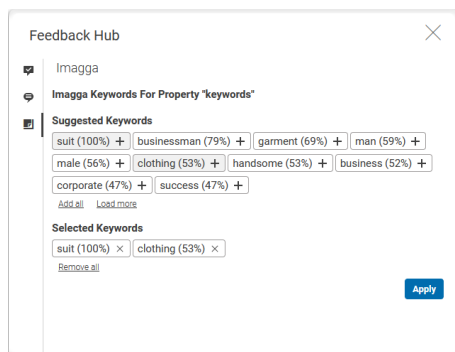 Feedback Hub
Imagga
Imagga Keywords For Property "keywords"
Suggested Keywords
suit (100%) + businessman (79%) + garment (69%) + man (59%) +
male (56%) + clothing (53%) + handsome (53%) + business (52%) +
corporate (47%) + success (47%) +
Add all Load more
Selected Keywords
suit (100%) × clothing (53%) ×
Remove all
Apply